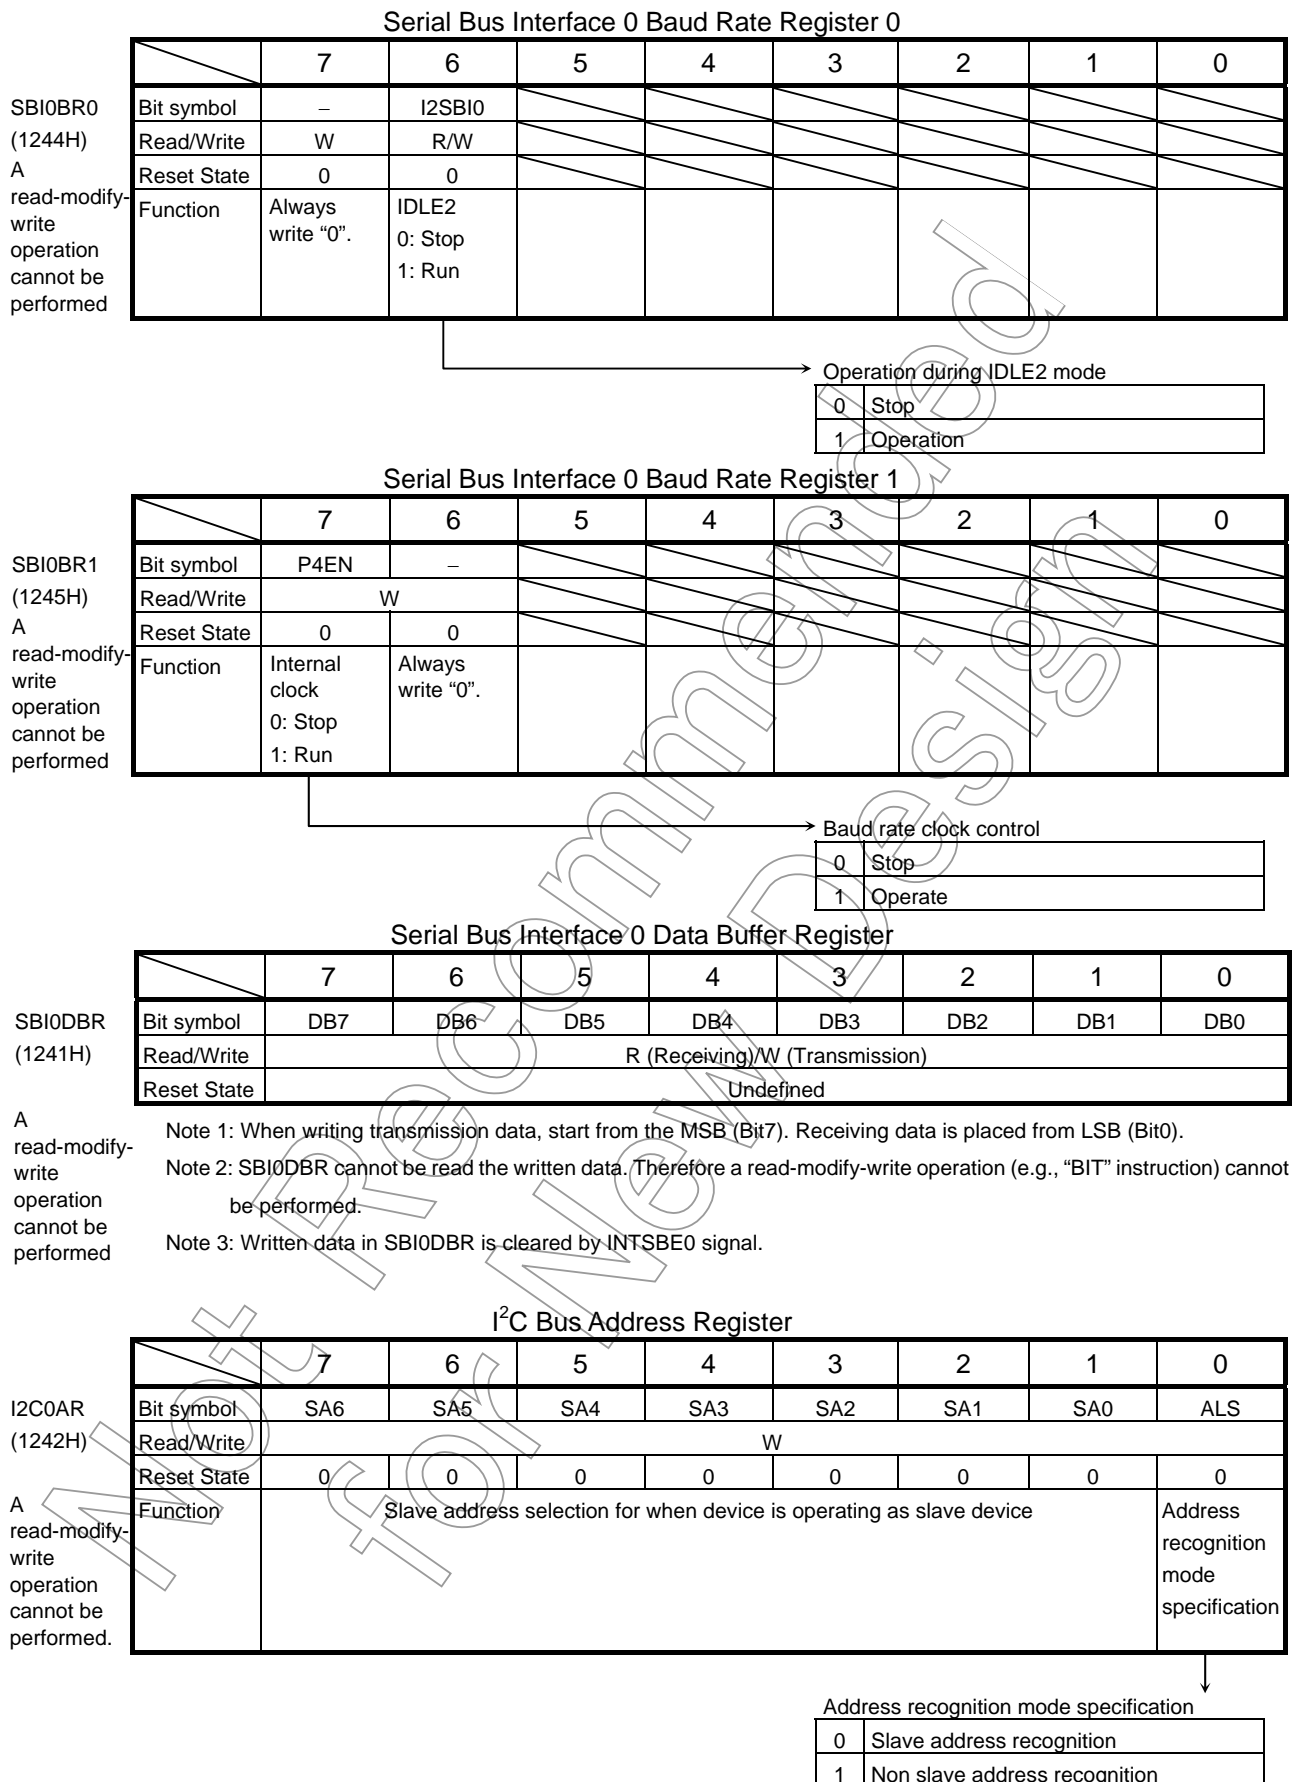 Serial Bus Interface 0 Baud Rate Register 0
7 6 5 4 3 2 1 0
SBI0BR0
(1244H)
A
read-modify-
write
operation
cannot be
performed
Bit symbol – I2SBI0
Read/Write W R/W
Reset State 0 0
Function
Always
write “0”.
IDLE2
0: Stop
1: Run
Operation during IDLE2 mode
0 Stop
1 Operation
Serial Bus Interface 0 Baud Rate Register 1
7 6 5 4 3 2 1 0
SBI0BR1
(1245H)
A
read-modify-
write
operation
cannot be
performed
Bit symbol P4EN –
Read/Write W
Reset State 0 0
Function
Internal
clock
0: Stop
1: Run
Always
write “0”.
Baud rate clock control
0 Stop
1 Operate
Serial Bus Interface 0 Data Buffer Register
7 6 5 4 3 2 1 0
SBI0DBR
(1241H)
Bit symbol DB7 DB6 DB5 DB4 DB3 DB2 DB1 DB0
Read/Write R (Receiving)/W (Transmission)
Reset State Undefined
A
read-modify-
write
operation
cannot be
performed
Note 1: When writing transmission data, start from the MSB (Bit7). Receiving data is placed from LSB (Bit0).
Note 2: SBI0DBR cannot be read the written data. Therefore a read-modify-write operation (e.g., “BIT” instruction) cannot
be performed.
Note 3: Written data in SBI0DBR is cleared by INTSBE0 signal.
I2C Bus Address Register
7 6 5 4 3 2 1 0
I2C0AR
(1242H)
A
read-modify-
write
operation
cannot be
performed.
Bit symbol SA6 SA5 SA4 SA3 SA2 SA1 SA0 ALS
Read/Write W
Reset State 0 0 0 0 0 0 0 0
Function
Slave address selection for when device is operating as slave device
Address
recognition
mode
specification
Address recognition mode specification
0 Slave address recognition
1 Non slave address recognition
Not Recommended
for New Design